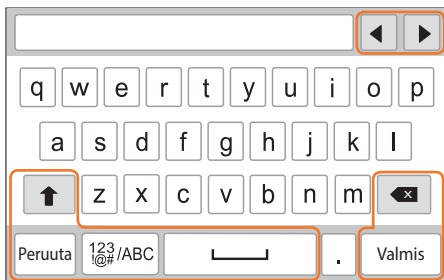 q w e r t y u i o p
a s d f g h j k l
z x c v b n m
Peruuta 123 !@# /ABC . Valmis